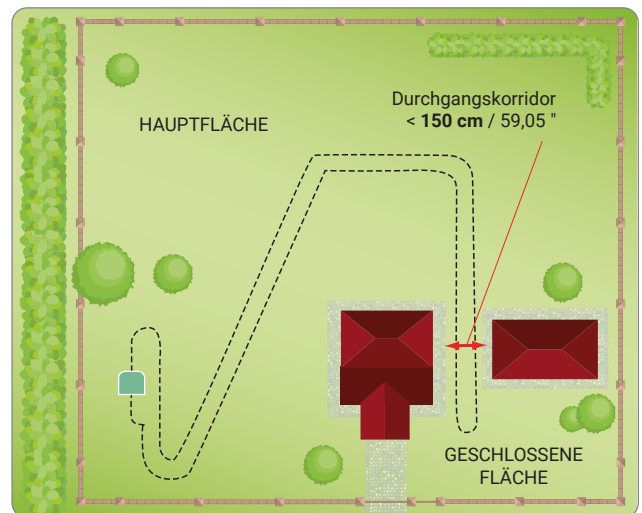 HAUPTFLÄCHE
Durchgangskorridor
< 150 cm / 59,05 "
GESCHLOSSENE
FLÄCHE